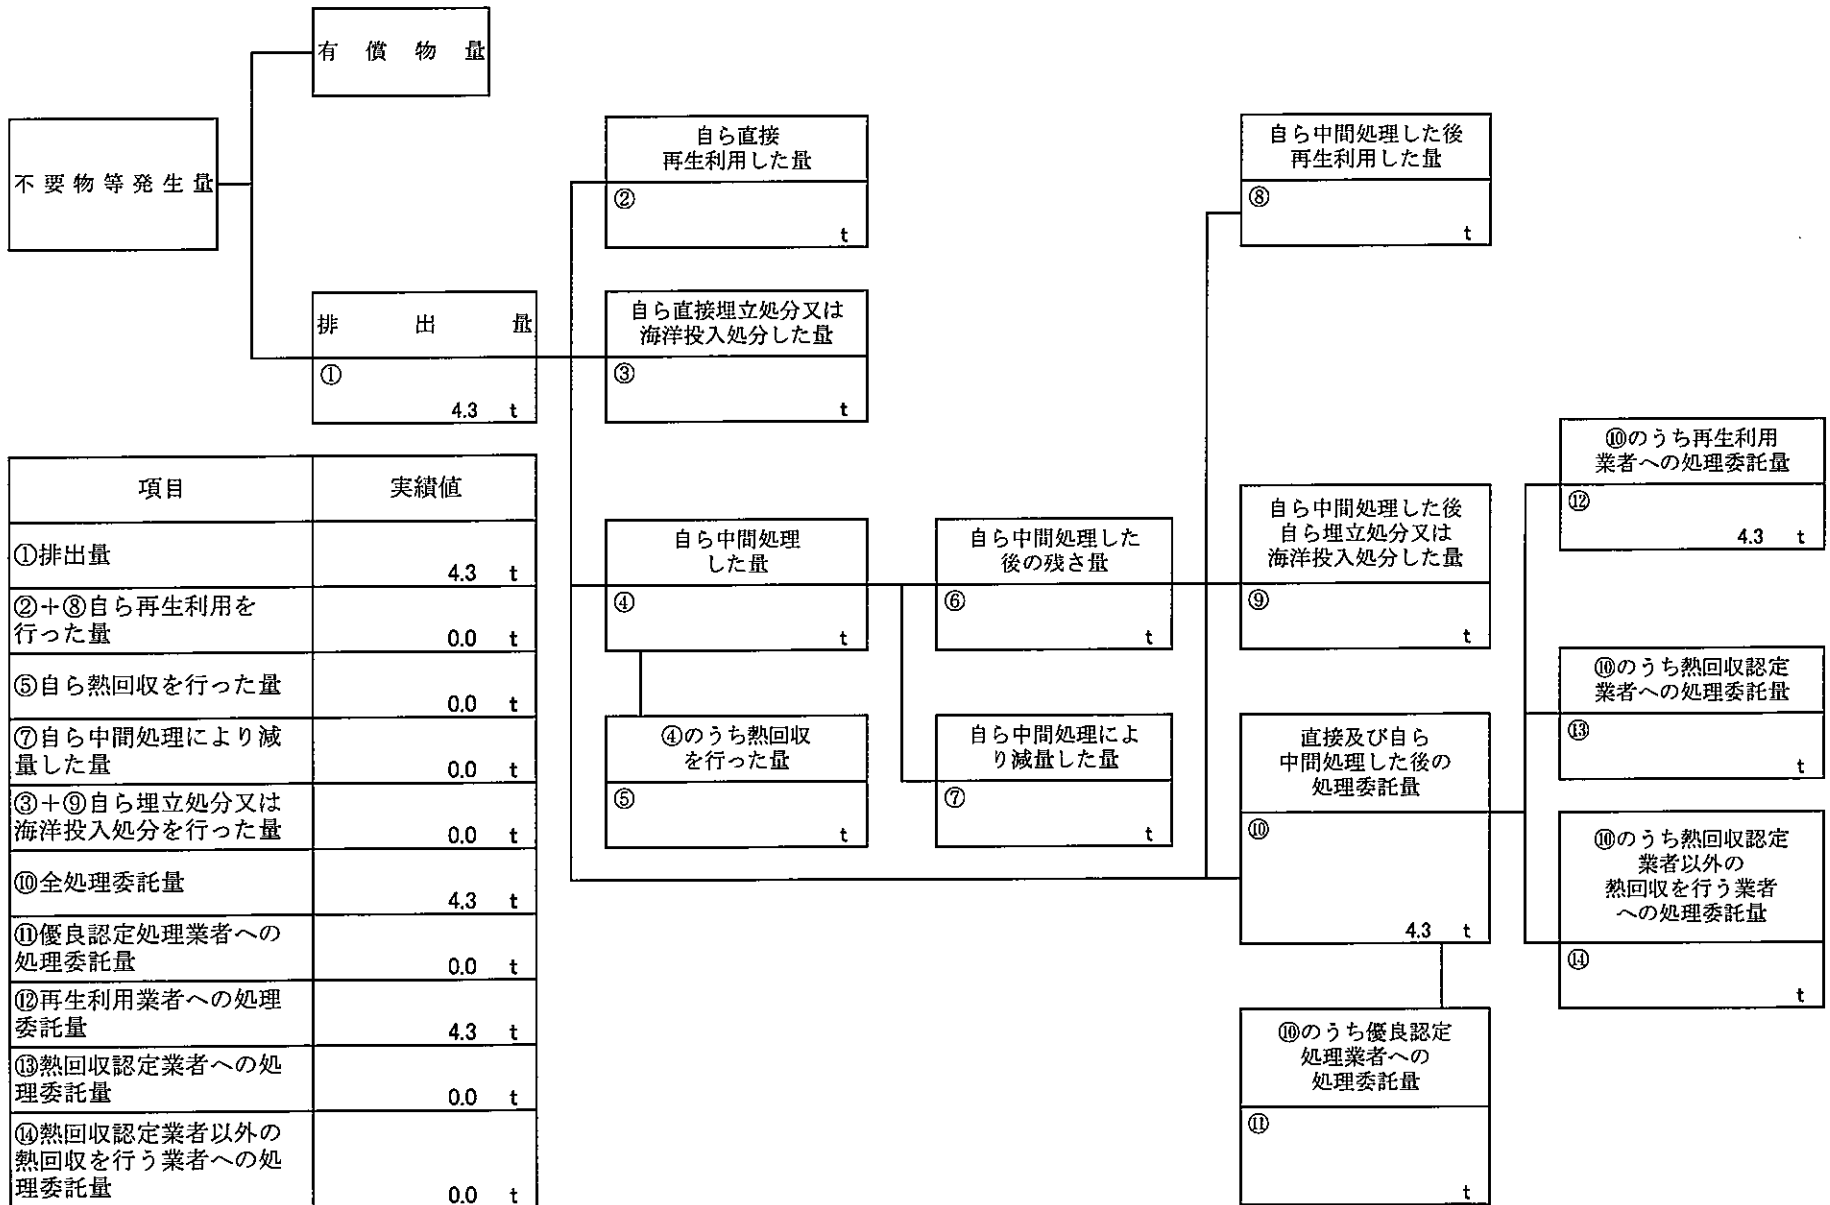 有償物量
不要物等発生量
排出量
①
4.3 t
自ら直接
再生利用した量
②
t
自ら直接埋立処分又は
海洋投入処分した量
③
t
自ら中間処理
した量
④
t
④のうち熱回収
を行った量
⑤
t
自ら中間処理した
後の残さ量
⑥
t
自ら中間処理によ
り減量した量
⑦
t
自ら中間処理した後
再生利用した量
⑧
t
自ら中間処理した後
自ら埋立処分又は
海洋投入処分した量
⑨
t
直接及び自ら
中間処理した後の
処理委託量
⑩
4.3 t
⑩のうち優良認定
処理業者への
処理委託量
⑪
t
⑩のうち再生利用
業者への処理委託量
⑫
4.3 t
⑩のうち熱回収認定
業者への処理委託量
⑬
t
⑩のうち熱回収認定
業者以外の
熱回収を行う業者
への処理委託量
⑭
t
項目 実績値
①排出量
4.3 t
②+⑧自ら再生利用を
行った量
0.0 t
⑤自ら熱回収を行った量
0.0 t
⑦自ら中間処理により減
量した量
0.0 t
③+⑨自ら埋立処分又は
海洋投入処分を行った量
0.0 t
⑩全処理委託量
4.3 t
⑪優良認定処理業者への
処理委託量
0.0 t
⑫再生利用業者への処理
委託量
4.3 t
⑬熱回収認定業者への処
理委託量
0.0 t
⑭熱回収認定業者以外の
熱回収を行う業者への処
理委託量
0.0 t